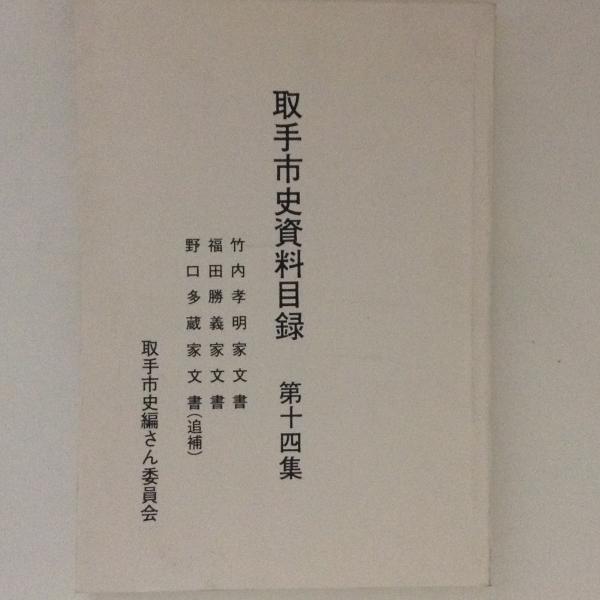 取手市史資料目録　第十四集
竹内孝明家文書
福田勝義家文書
野口多蔵家文書(追補)
取手市史編さん委員会